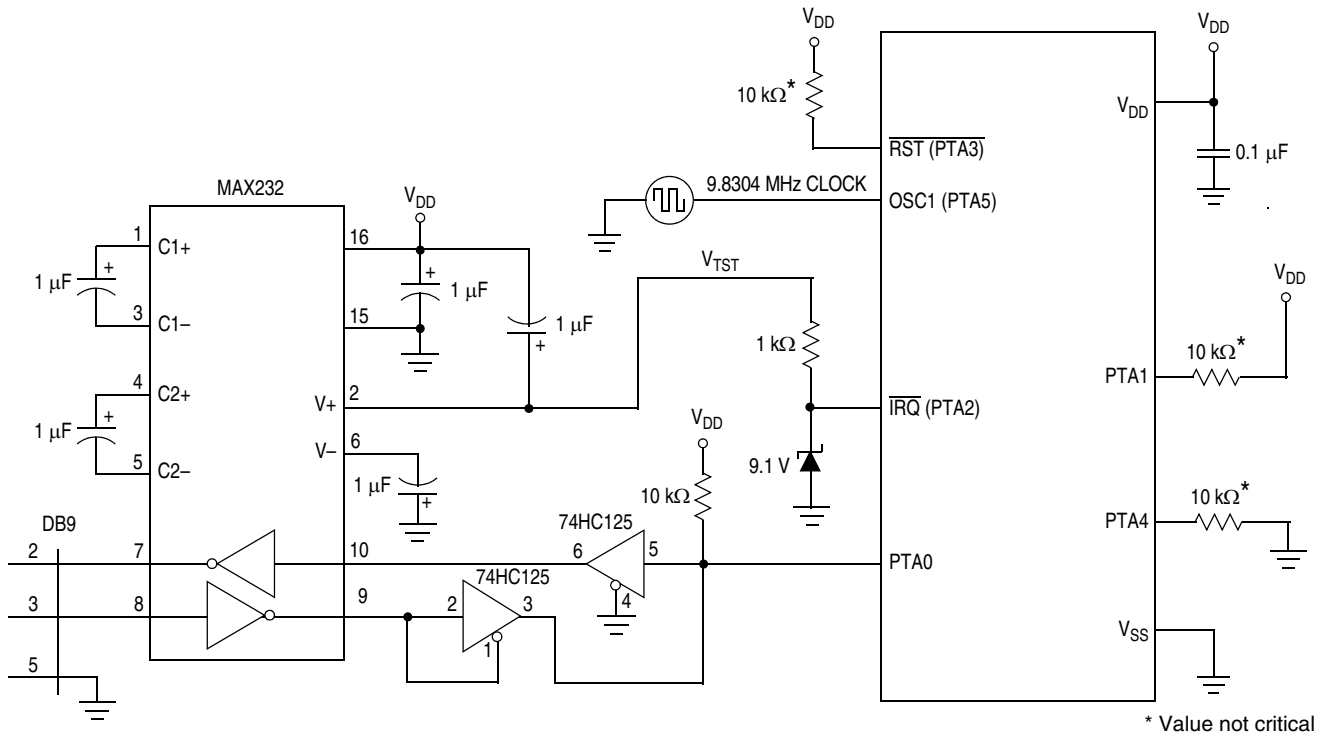 V_DD
10 kΩ*
RST (PTA3)
9.8304 MHz CLOCK
OSC1 (PTA5)
V_DD
V_DD
0.1 µF
MAX232
V_DD
1
C1+
16
1 µF
+
+
1 µF
3
C1–
15
1 µF
+
V_TST
1 kΩ
V_DD
10 kΩ*
PTA1
4
C2+
V+
2
IRQ (PTA2)
1 µF
+
V–
6
V_DD
9.1 V
5
C2–
1 µF
+
10 kΩ
10 kΩ*
PTA4
DB9
74HC125
2
7
10
6
5
4
PTA0
74HC125
3
8
9
2
3
1
5
V_SS
* Value not critical